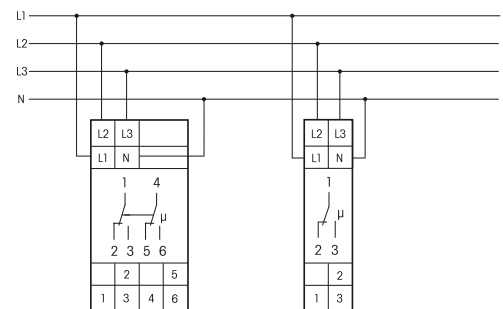 L1
L2
L3
N
L2 L3 L2 L3
L1 N L1 N
1 4 1
μ μ
2 3 5 6 2 3
2 5 2
1 3 4 6 1 3